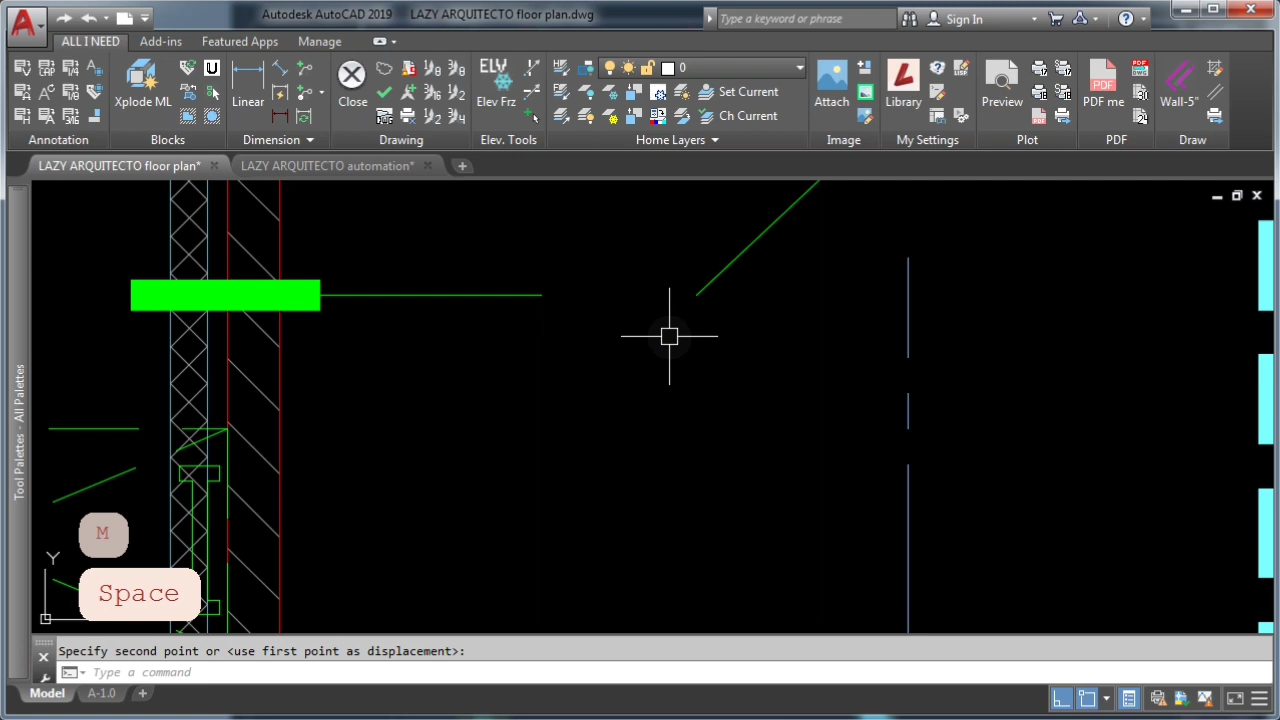 Autodesk AutoCAD 2019 LAZY ARQUITECTO floor plan.dwg
Type a keyword or phrase
Sign In
ALL I NEED Add-ins Featured Apps Manage
ELV
0
Xplode ML
Linear
Close
Elev Frz
Set Current
Ch Current
Attach
Library
Preview
PDF me
Wall-5"
Annotation Blocks Dimension Drawing Elev. Tools Home Layers Image My Settings Plot PDF Draw
LAZY ARQUITECTO floor plan* LAZY ARQUITECTO automation*
Tool Palettes - All Palettes
M
Y
Space
Specify second point or <use first point as displacement>:
Type a command
Model A-1.0